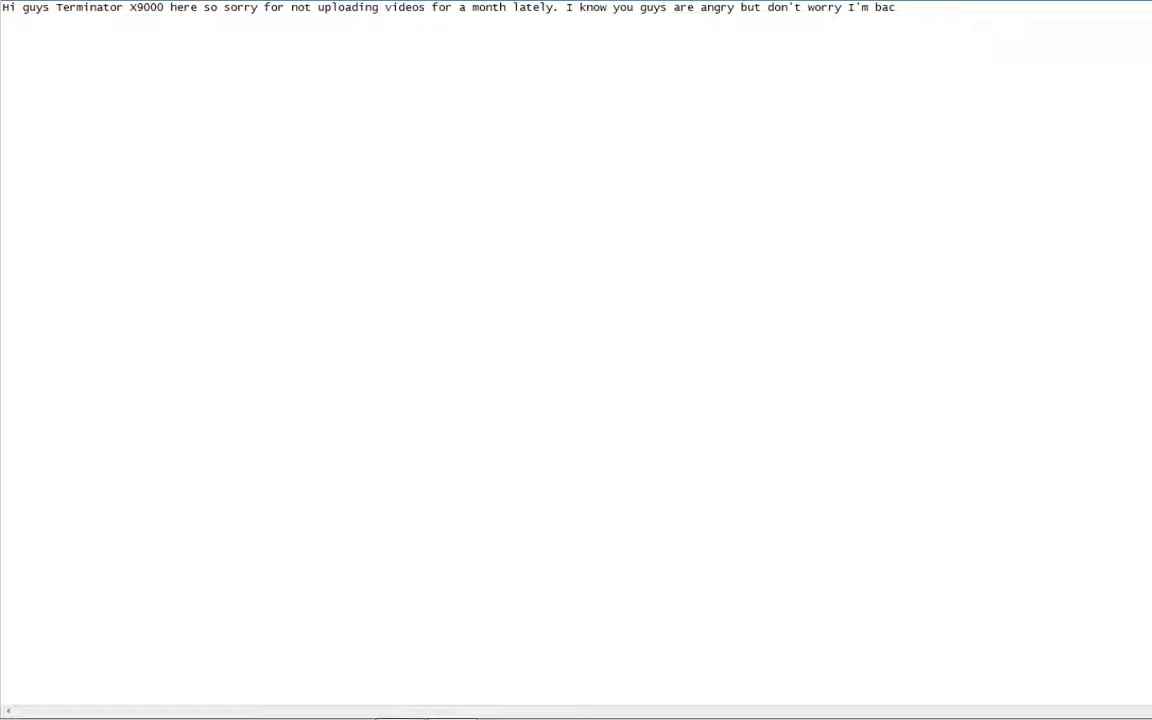 Hi guys Terminator X9000 here so sorry for not uploading videos for a month lately. I know you guys are angry but don't worry I'm bac